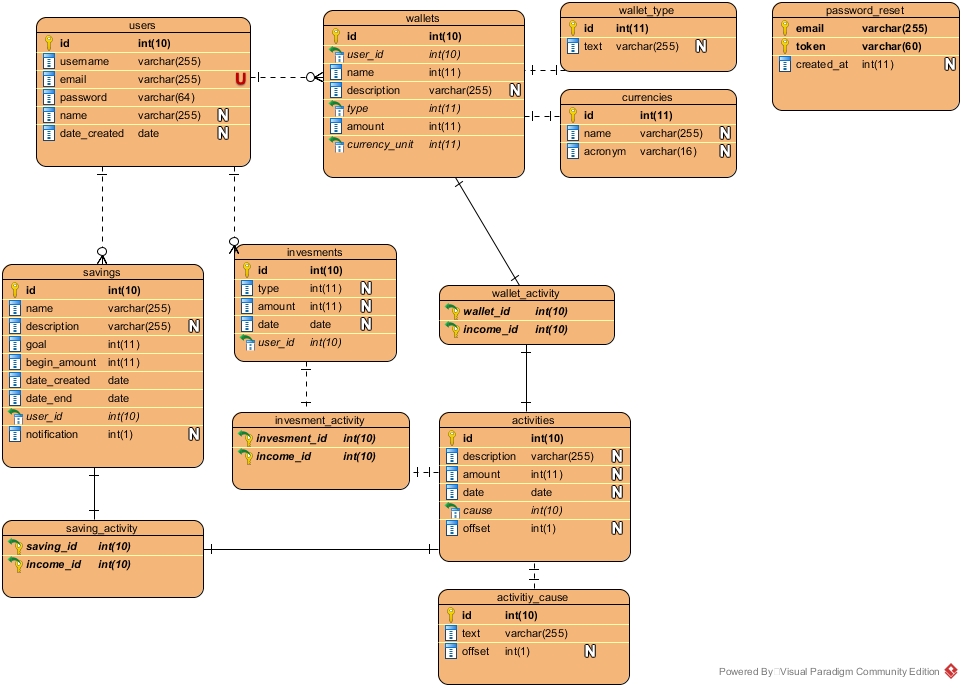 users
id int(10)
username varchar(255)
email varchar(255) U
password varchar(64)
name varchar(255) N
date_created date N
wallets
id int(10)
user_id int(10)
name int(11)
description varchar(255) N
type int(11)
amount int(11)
currency_unit int(11)
wallet_type
id int(11)
text varchar(255) N
currencies
id int(11)
name varchar(255) N
acronym varchar(16) N
password_reset
email varchar(255)
token varchar(60)
created_at int(11) N
savings
id int(10)
name varchar(255)
description varchar(255) N
goal int(11)
begin_amount int(11)
date_created date
date_end date
user_id int(10)
notification int(1) N
invesments
id int(10)
type int(11) N
amount int(11) N
date date N
user_id int(10)
wallet_activity
wallet_id int(10)
income_id int(10)
invesment_activity
invesment_id int(10)
income_id int(10)
activities
id int(10)
description varchar(255) N
amount int(11) N
date date N
cause int(10)
offset int(1) N
saving_activity
saving_id int(10)
income_id int(10)
activitiy_cause
id int(10)
text varchar(255)
offset int(1) N
Powered By Visual Paradigm Community Edition